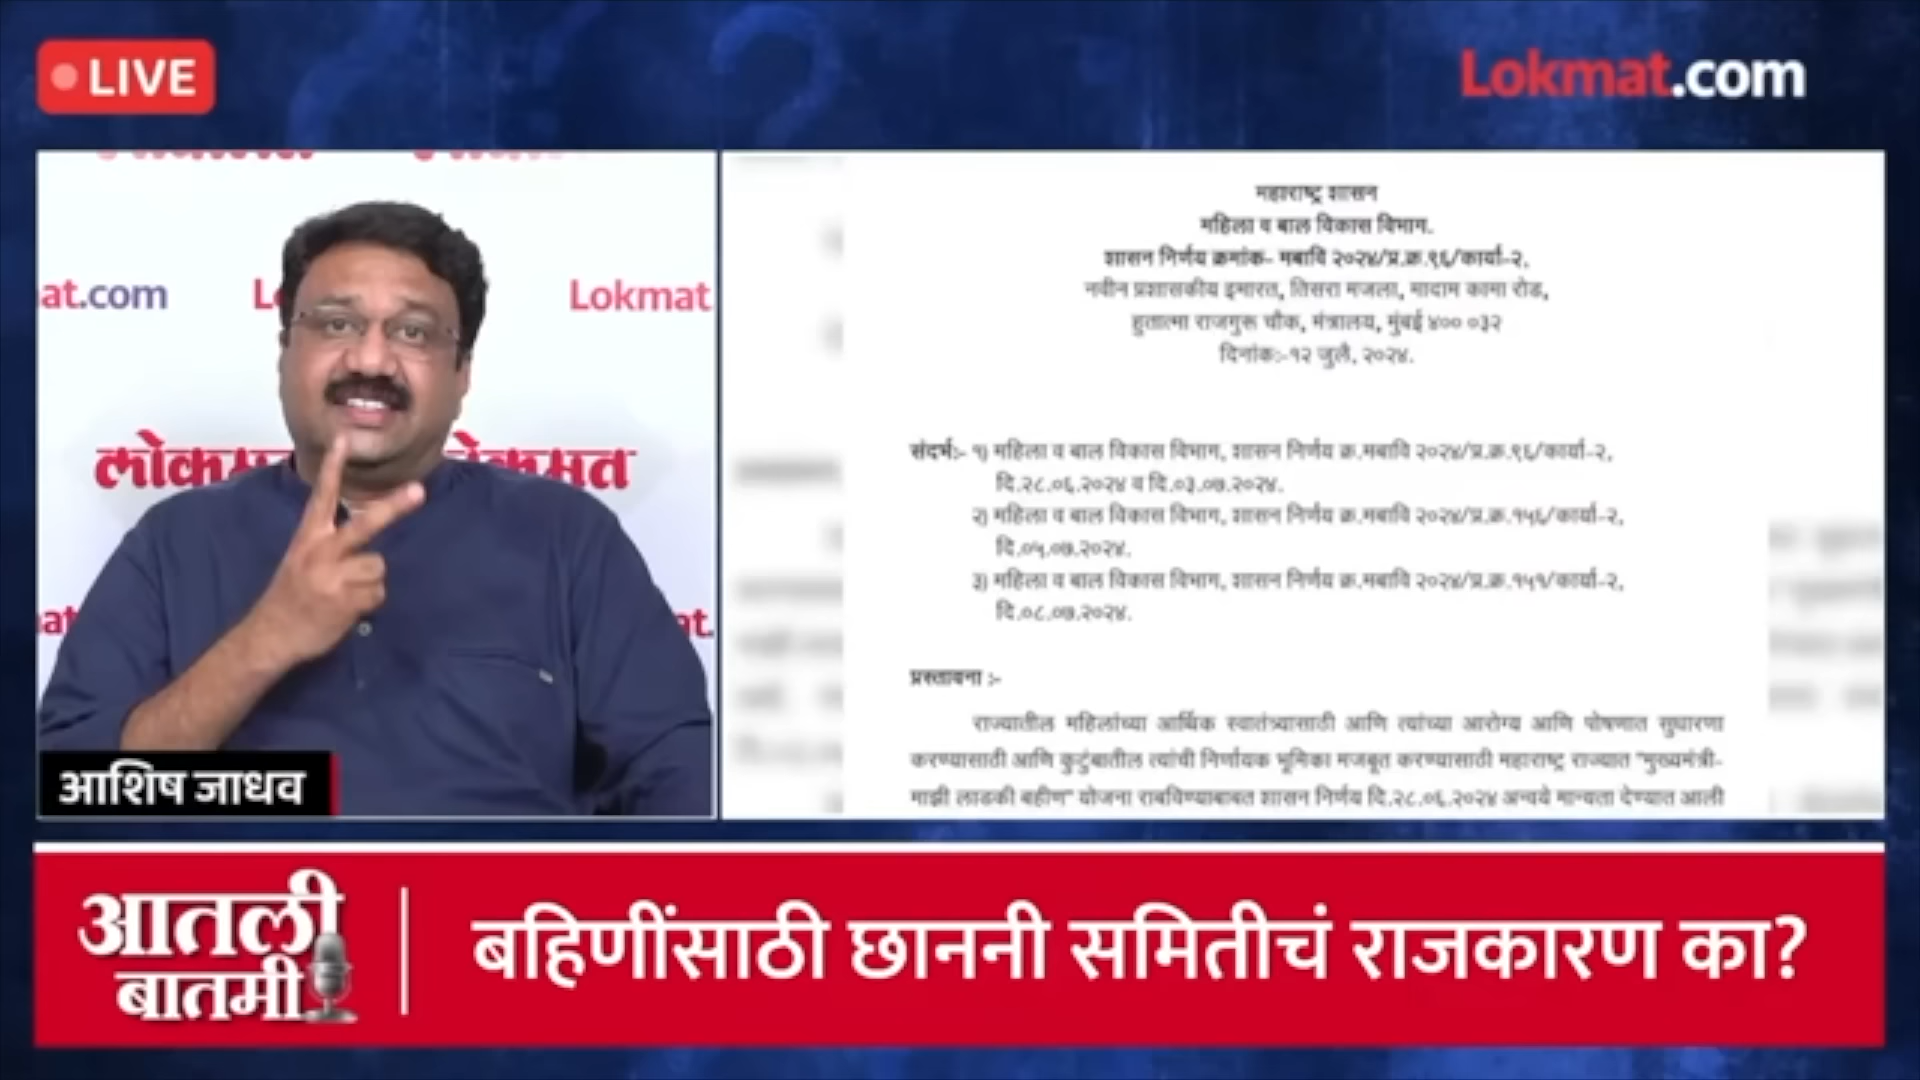 LIVE
Lokmat.com
at.com
Lokmat
लोकमत
आशिष जाधव
महाराष्ट्र शासन
महिला व बाल विकास विभाग.
शासन निर्णय क्रमांक- मबावि २०२४/प्र.क्र.९६/कार्या-२,
नवीन प्रशासकीय इमारत, तिसरा मजला, मादाम कामा रोड,
हुतात्मा राजगुरू चौक, मंत्रालय, मुंबई ४०० ०३२
दिनांक:-१२ जुलै, २०२४.
संदर्भ:- १) महिला व बाल विकास विभाग, शासन निर्णय क्र.मबावि २०२४/प्र.क्र.९६/कार्या-२,
दि.२८.०६.२०२४ व दि.०३.०७.२०२४.
२) महिला व बाल विकास विभाग, शासन निर्णय क्र.मबावि २०२४/प्र.क्र.१५६/कार्या-२,
दि.०५.०७.२०२४.
३) महिला व बाल विकास विभाग, शासन निर्णय क्र.मबावि २०२४/प्र.क्र.१५१/कार्या-२,
दि.०८.०७.२०२४.
प्रस्तावना :-
राज्यातील महिलांच्या आर्थिक स्वातंत्र्यासाठी आणि त्यांच्या आरोग्य आणि पोषणात सुधारणा
करण्यासाठी आणि कुटुंबातील त्यांची निर्णायक भूमिका मजबूत करण्यासाठी महाराष्ट्र राज्यात "मुख्यमंत्री-
माझी लाडकी बहीण" योजना राबविण्याबाबत शासन निर्णय दि.२८.०६.२०२४ अन्वये मान्यता देण्यात आली
आतली
बातमी
बहिणींसाठी छाननी समितीचं राजकारण का?